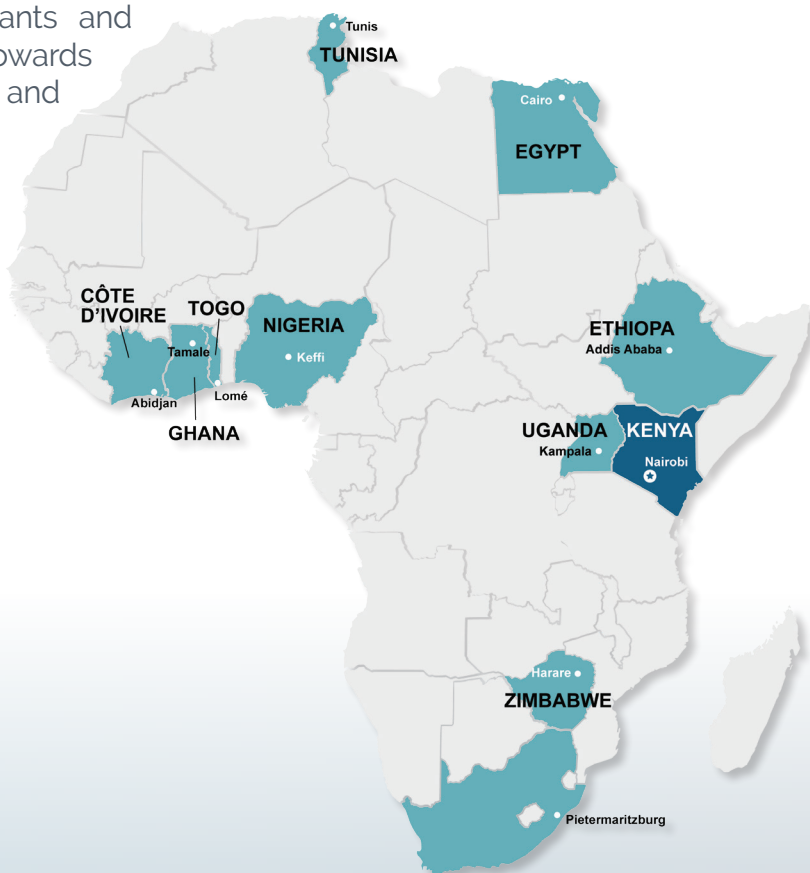 ants and
owards
and
Tunis
TUNISIA
Cairo
EGYPT
CÔTE
D'IVOIRE
TOGO
NIGERIA
Tamale
Keffi
Abidjan
Lomé
GHANA
ETHIOPA
Addis Ababa
UGANDA
KENYA
Kampala
Nairobi
Harare
ZIMBABWE
Pietermaritzburg